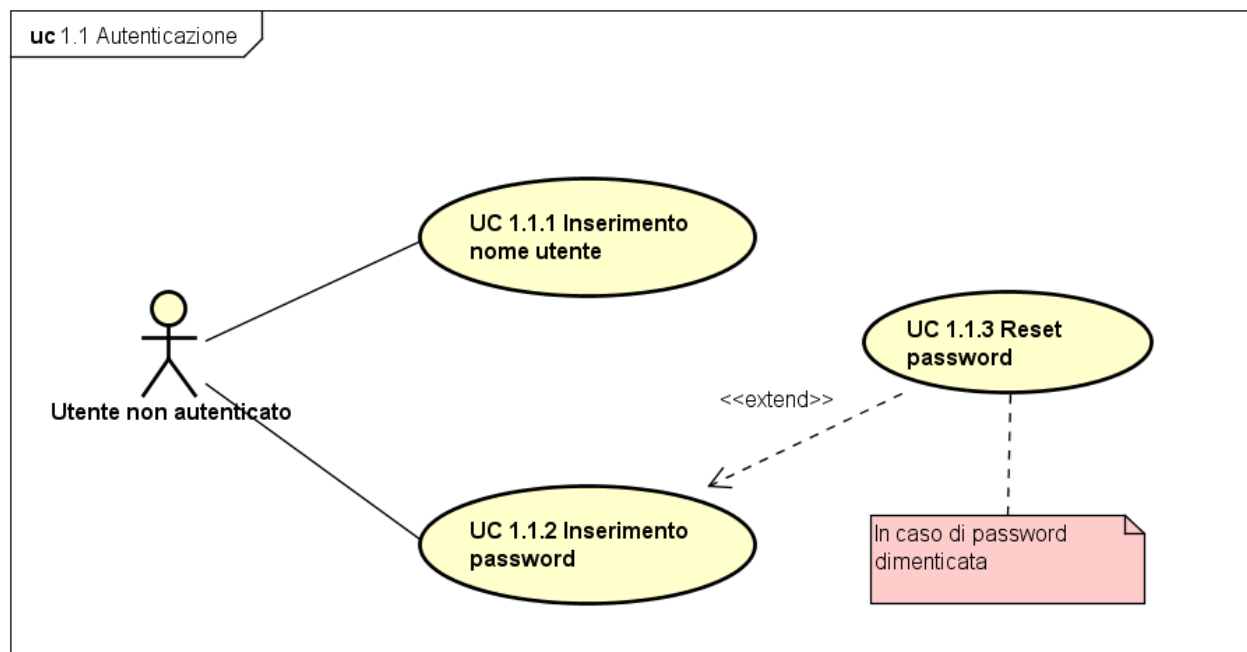 uc 1.1 Autenticazione
UC 1.1.1 Inserimento
nome utente
UC 1.1.3 Reset
password
Utente non autenticato
<<extend>>
UC 1.1.2 Inserimento
password
In caso di password
dimenticata